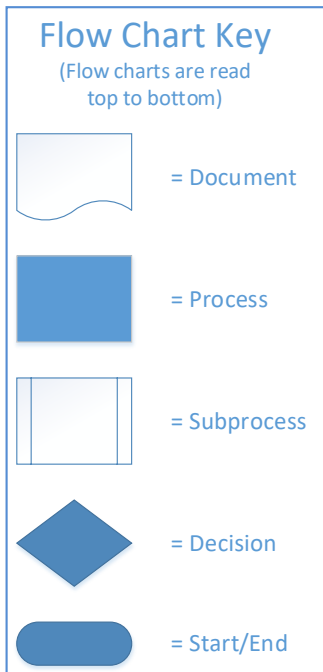 Flow Chart Key
(Flow charts are read
top to bottom)
= Document
= Process
= Subprocess
= Decision
= Start/End